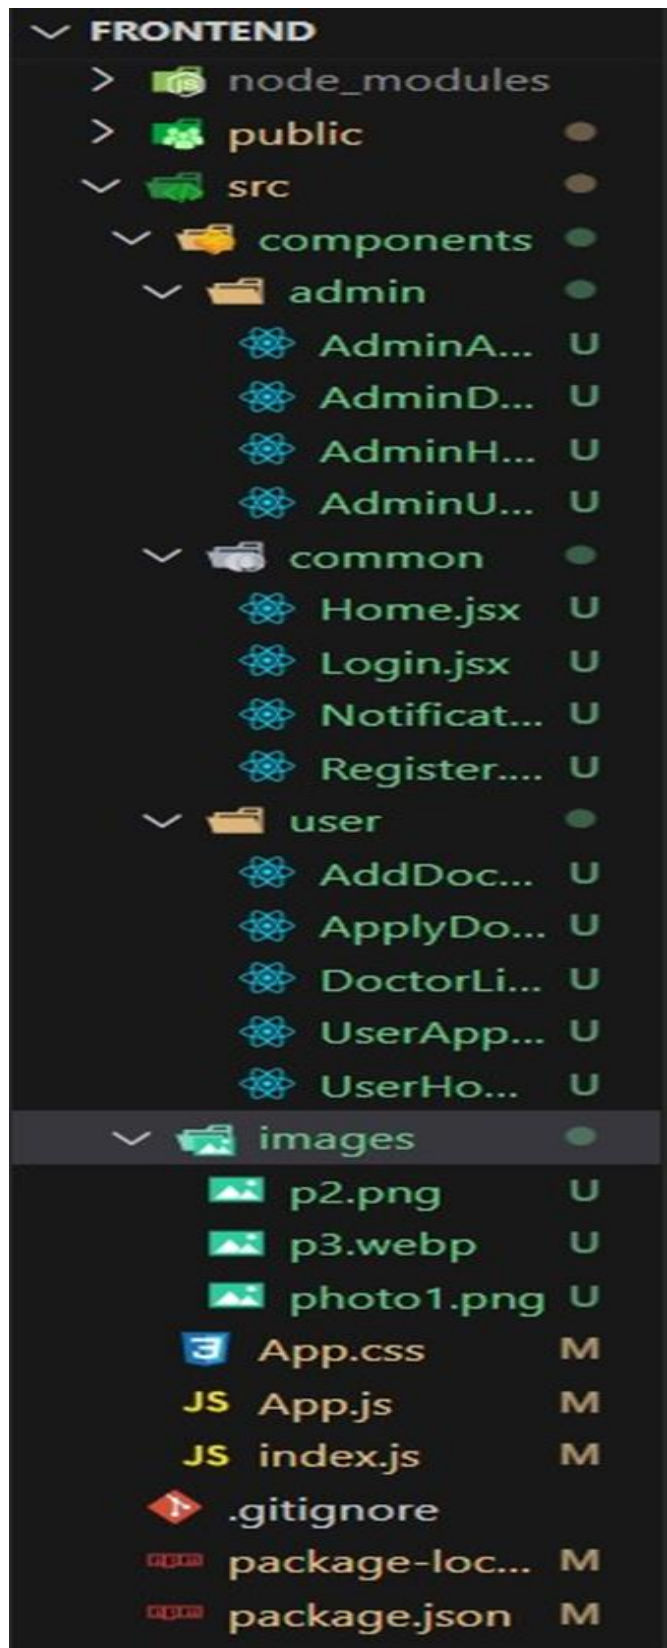 FRONTEND
node_modules
public
src
components
admin
AdminA... U
AdminD... U
AdminH... U
AdminU... U
common
Home.jsx U
Login.jsx U
Notificat... U
Register.... U
user
AddDoc... U
ApplyDo... U
DoctorLi... U
UserApp... U
UserHo... U
images
p2.png U
p3.webp U
photo1.png U
App.css M
JS App.js M
JS index.js M
.gitignore
package-loc... M
package.json M